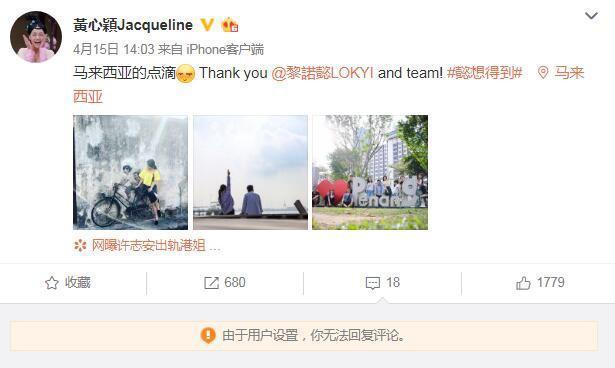 黃心穎Jacqueline
4月15日 14:03 来自 iPhone客户端
马来西亚的点滴 Thank you @黎諾懿LOKYI and team! #懿想得到# 马来
西亚
Penang
网曝许志安出轨港姐 ...
收藏 680 18 1779
由于用户设置，你无法回复评论。